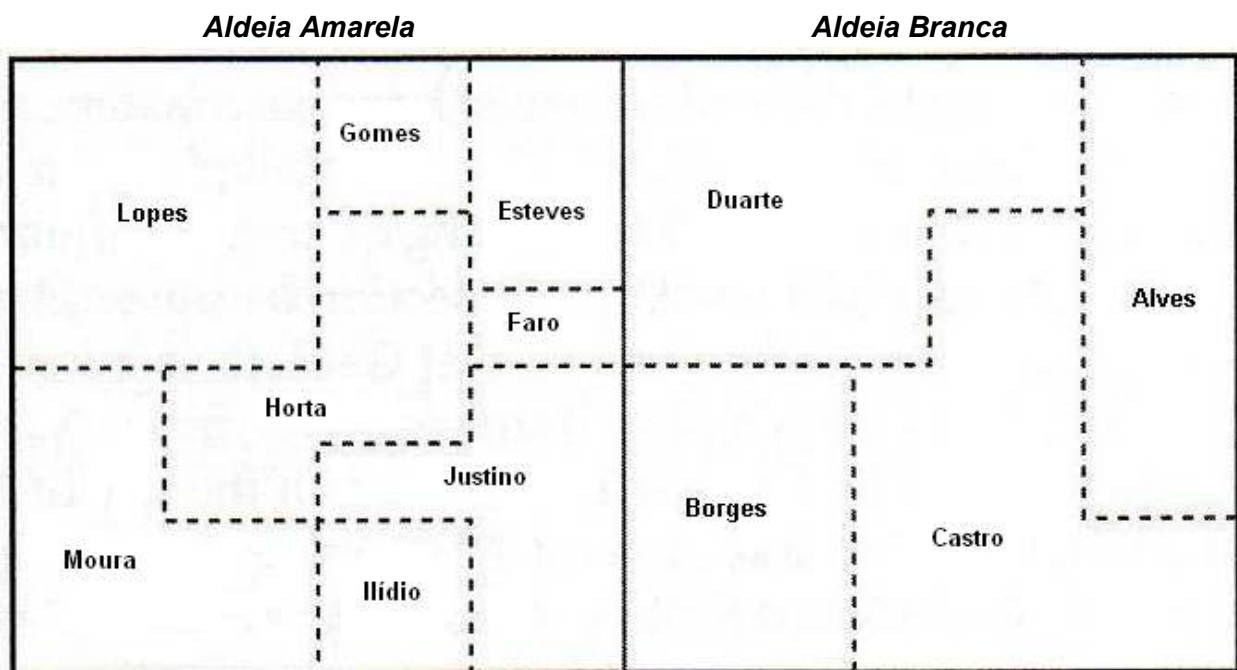 Aldeia Amarela
Aldeia Branca
Gomes
Lopes
Esteves
Duarte
Alves
Faro
Horta
Justino
Borges
Castro
Moura
Ilídio